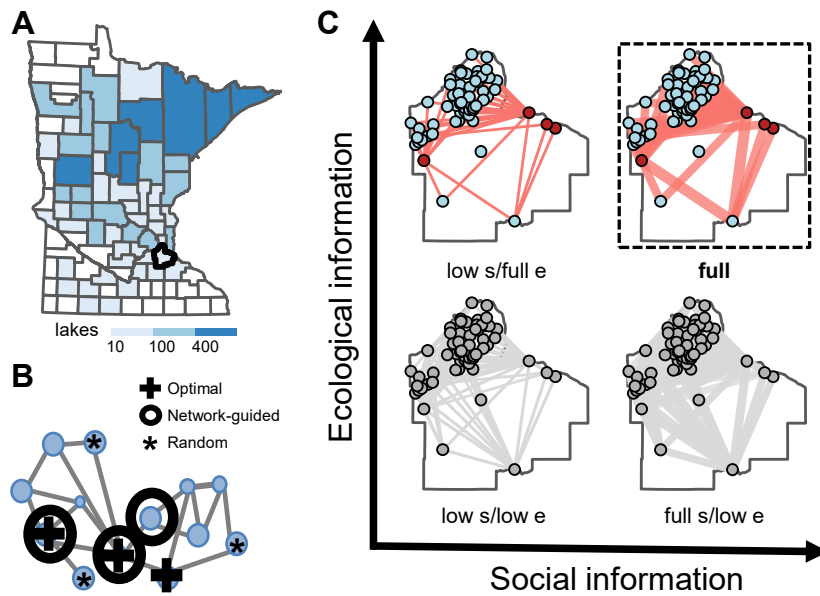 A
lakes
10 100 400
B
Optimal
Network-guided
* Random
*
*
*
C
Ecological information
low s/full e
full
low s/low e
full s/low e
Social information